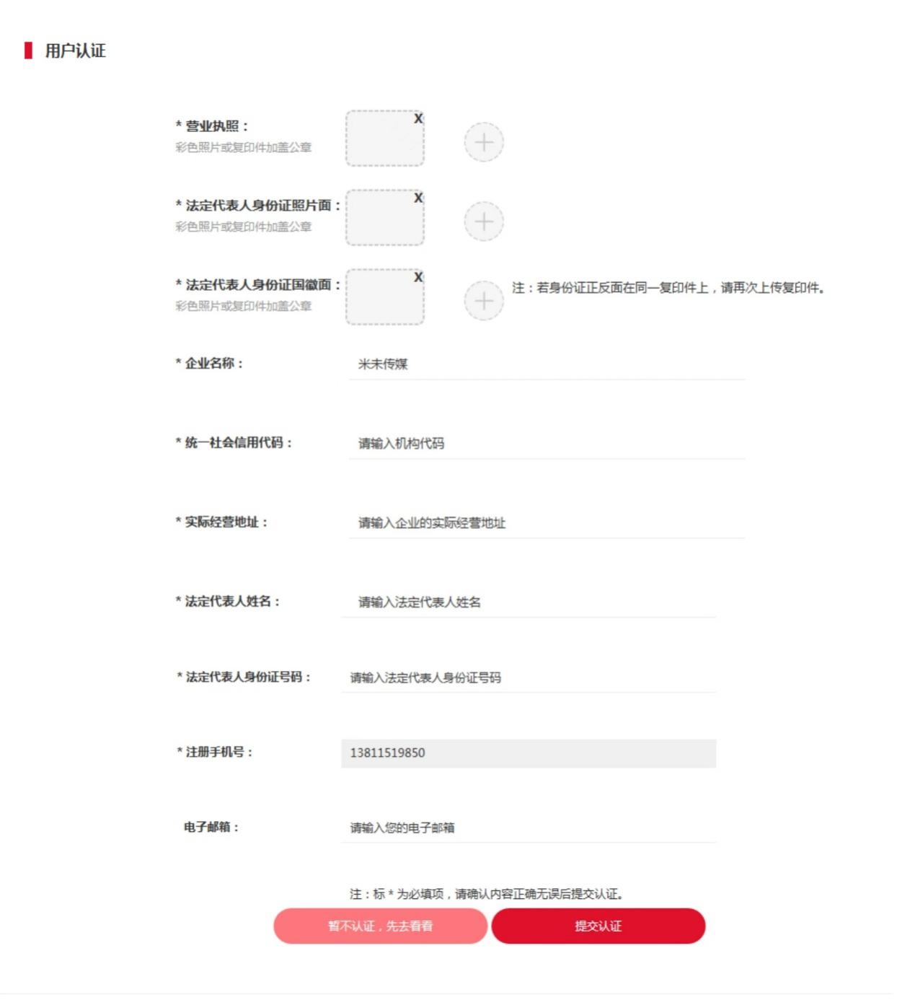 用户认证
* 营业执照：
彩色照片或复印件加盖公章
X
* 法定代表人身份证照片面：
彩色照片或复印件加盖公章
X
* 法定代表人身份证国徽面：
彩色照片或复印件加盖公章
X
注：若身份证正反面在同一复印件上，请再次上传复印件。
* 企业名称： 米未传媒
* 统一社会信用代码： 请输入机构代码
* 实际经营地址： 请输入企业的实际经营地址
* 法定代表人姓名： 请输入法定代表人姓名
* 法定代表人身份证号码： 请输入法定代表人身份证号码
* 注册手机号： 13811519850
电子邮箱： 请输入您的电子邮箱
注：标 * 为必填项，请确认内容正确无误后提交认证。
暂不认证，先去看看 提交认证